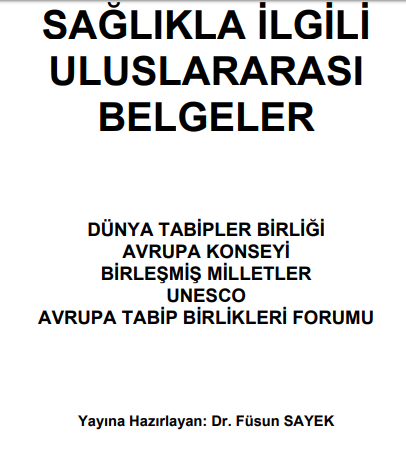 SAĞLIKLA İLGİLİ
ULUSLARARASI
BELGELER
DÜNYA TABİPLER BİRLİĞİ
AVRUPA KONSEYİ
BİRLEŞMİŞ MİLLETLER
UNESCO
AVRUPA TABİP BİRLİKLERİ FORUMU
Yayına Hazırlayan: Dr. Füsun SAYEK